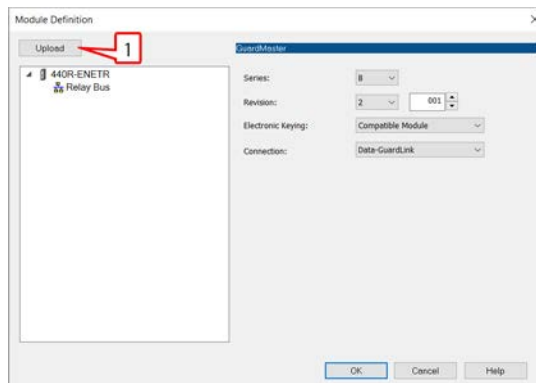 Module Definition
Upload
1
GuardMaster
440R-ENETR
Relay Bus
Series:
B
Revision:
2
001
Electronic Keying:
Compatible Module
Connection:
Data-GuardLink
OK
Cancel
Help